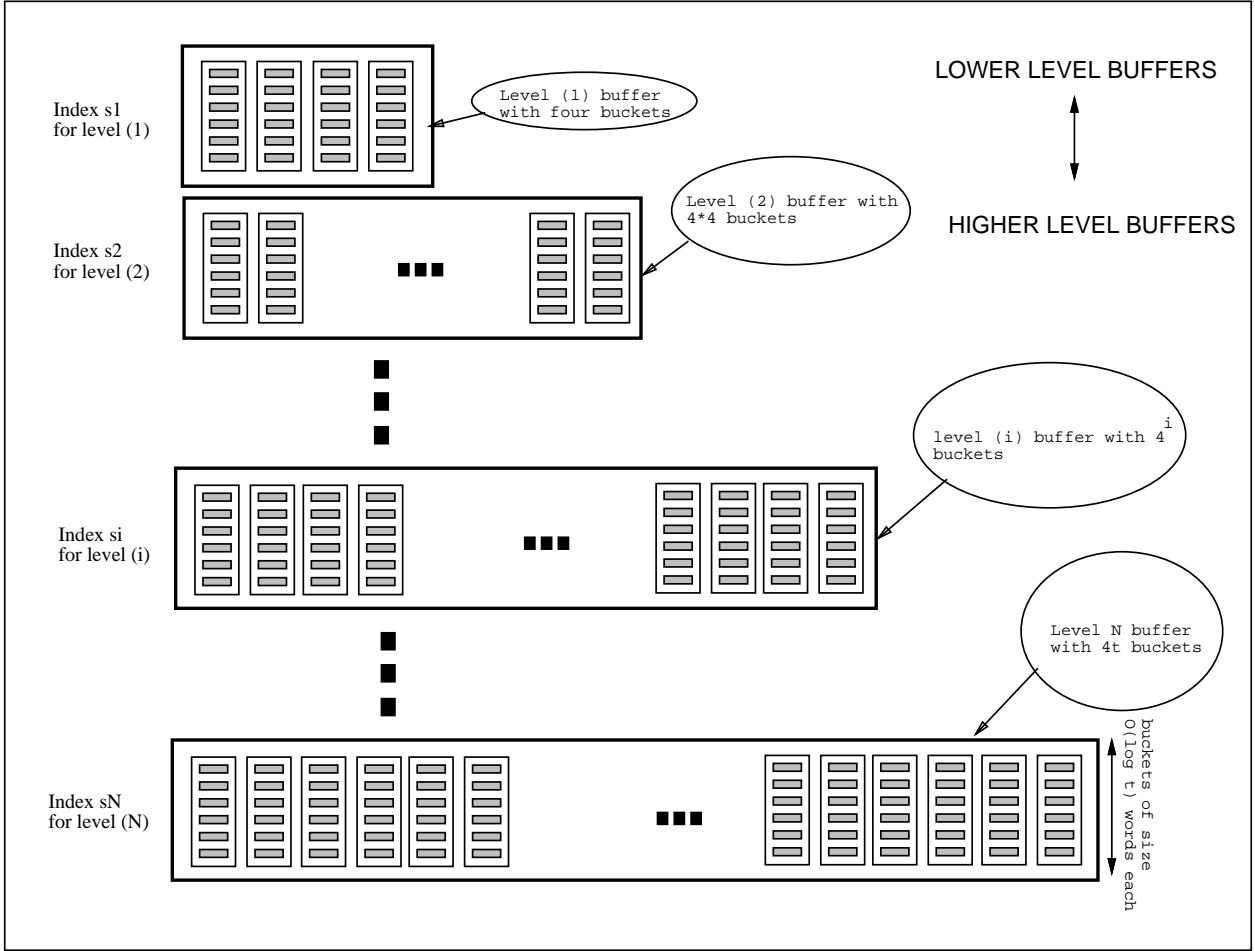 LOWER LEVEL BUFFERS
HIGHER LEVEL BUFFERS
Index s1
for level (1)
Level (1) buffer
with four buckets
Index s2
for level (2)
Level (2) buffer with
4*4 buckets
Index si
for level (i)
level (i) buffer with 4^i
buckets
Index sN
for level (N)
Level N buffer
with 4t buckets
buckets of size
O(log t) words each